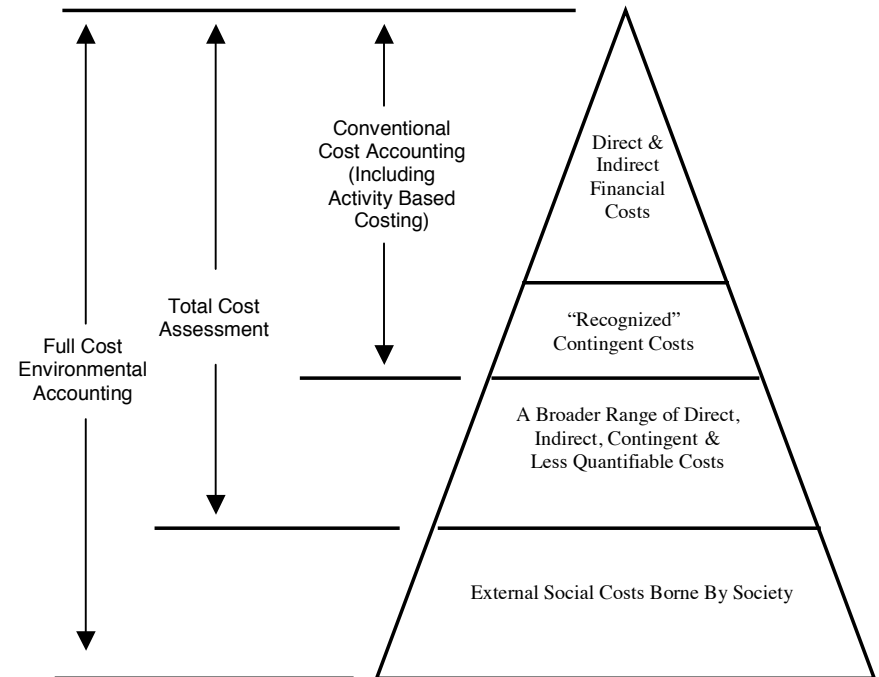 Conventional
Cost Accounting
(Including
Activity Based
Costing)
Total Cost
Assessment
Full Cost
Environmental
Accounting
Direct &
Indirect
Financial
Costs
“Recognized”
Contingent Costs
A Broader Range of Direct,
Indirect, Contingent &
Less Quantifiable Costs
External Social Costs Borne By Society